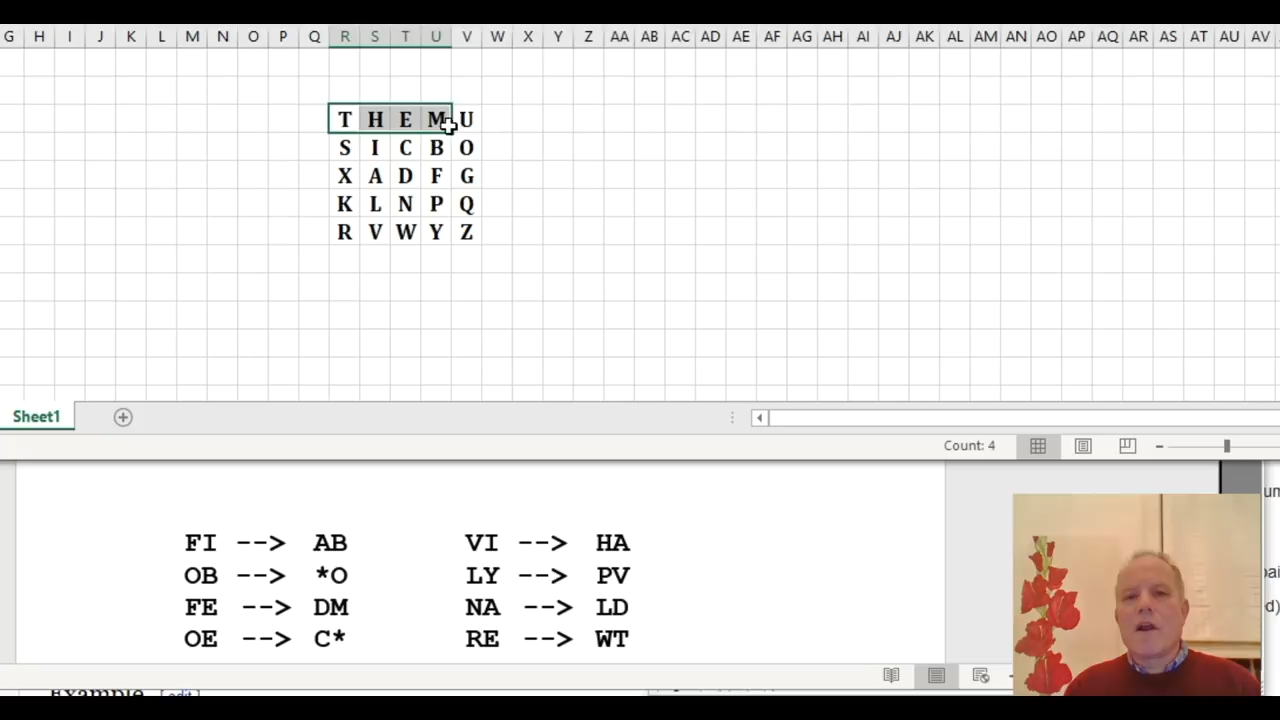 G H I J K L M N O P Q R S T U V W X Y Z AA AB AC AD AE AF AG AH AI AJ AK AL AM AN AO AP AQ AR AS AT AU AV
T H E M U
S I C B O
X A D F G
K L N P Q
R V W Y Z
Sheet1
Count: 4
FI --> AB VI --> HA
OB --> *O LY --> PV
FE --> DM NA --> LD
OE --> C* RE --> WT
Example [edit]